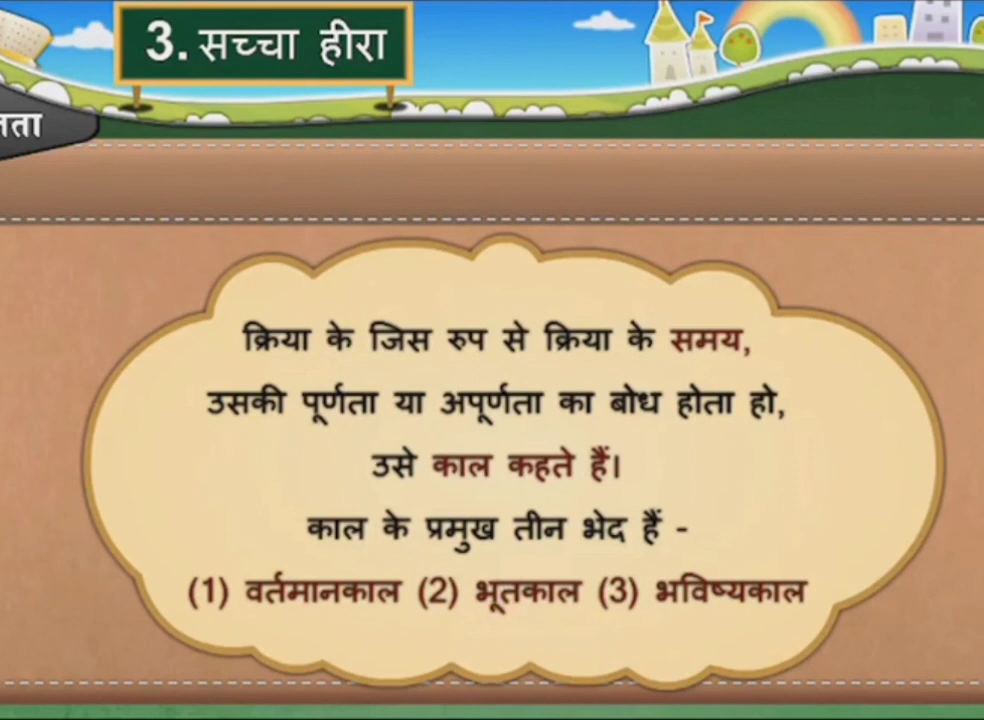 3. सच्चा हीरा
क्रिया के जिस रुप से क्रिया के समय,
उसकी पूर्णता या अपूर्णता का बोध होता हो,
उसे काल कहते हैं।
काल के प्रमुख तीन भेद हैं -
(1) वर्तमानकाल (2) भूतकाल (3) भविष्यकाल